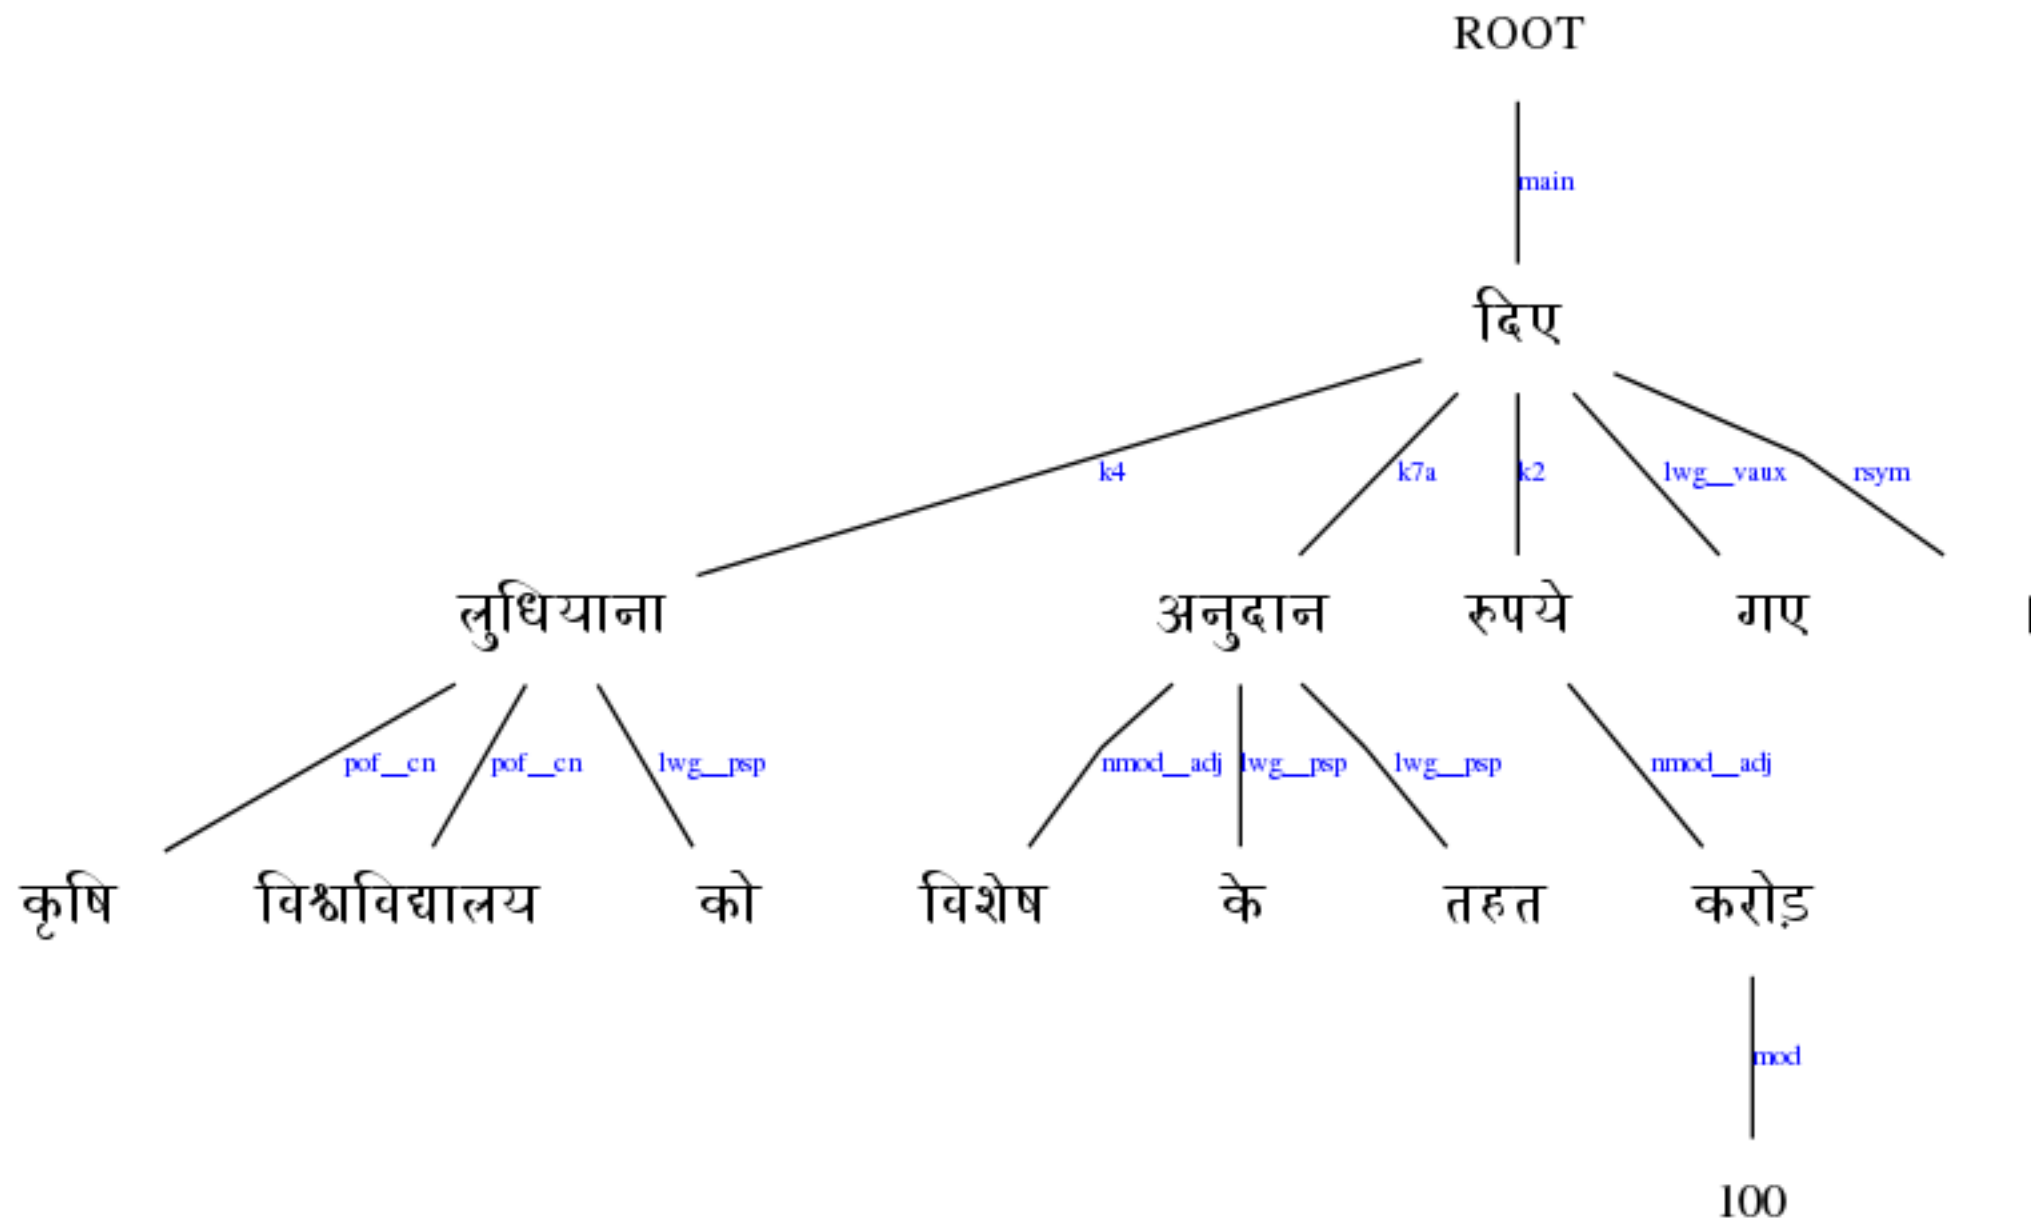 ROOT
main
दिए
k4 k7a k2 lwg__vaux rsym
लुधियाना अनुदान रुपये गए ।
pof__cn pof__cn lwg__psp nmod__adj lwg__psp lwg__psp nmod__adj
कृषि विश्वविद्यालय को विशेष के तहत करोड़
mod
100